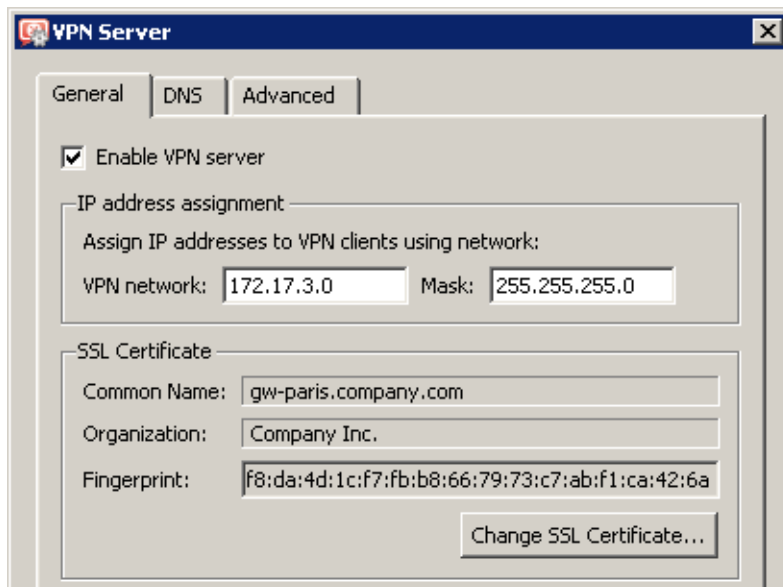 VPN Server
General DNS Advanced
Enable VPN server
IP address assignment
Assign IP addresses to VPN clients using network:
VPN network: 172.17.3.0 Mask: 255.255.255.0
SSL Certificate
Common Name: gw-paris.company.com
Organization: Company Inc.
Fingerprint: f8:da:4d:1c:f7:fb:b8:66:79:73:c7:ab:f1:ca:42:6a
Change SSL Certificate...